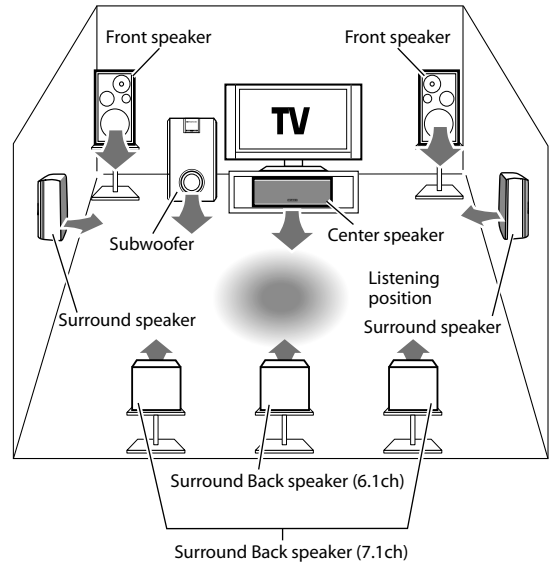 Front speaker
Front speaker
TV
Subwoofer
Center speaker
Listening
position
Surround speaker
Surround speaker
Surround Back speaker (6.1ch)
Surround Back speaker (7.1ch)